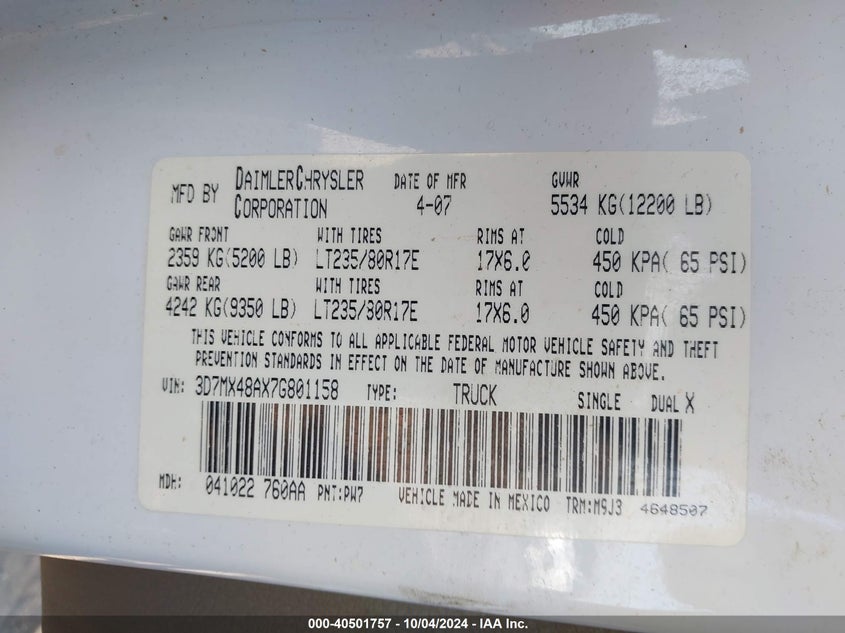 MFD BY DAIMLERCHRYSLER CORPORATION DATE OF MFR 4-07 GVWR 5534 KG(12200 LB)
GAWR FRONT WITH TIRES RIMS AT COLD
2359 KG(5200 LB) LT235/80R17E 17X6.0 450 KPA( 65 PSI)
GAWR REAR WITH TIRES RIMS AT COLD
4242 KG(9350 LB) LT235/80R17E 17X6.0 450 KPA( 65 PSI)
THIS VEHICLE CONFORMS TO ALL APPLICABLE FEDERAL MOTOR VEHICLE SAFETY AND THEFT
PREVENTION STANDARDS IN EFFECT ON THE DATE OF MANUFACTURE SHOWN ABOVE.
VIN: 3D7MX48AX7G801158 TYPE: TRUCK SINGLE DUAL X
MDH: 041022 760AA PNT:PW7 VEHICLE MADE IN MEXICO TRM:M9J3 4648507
000-40501757 - 10/04/2024 - IAA Inc.